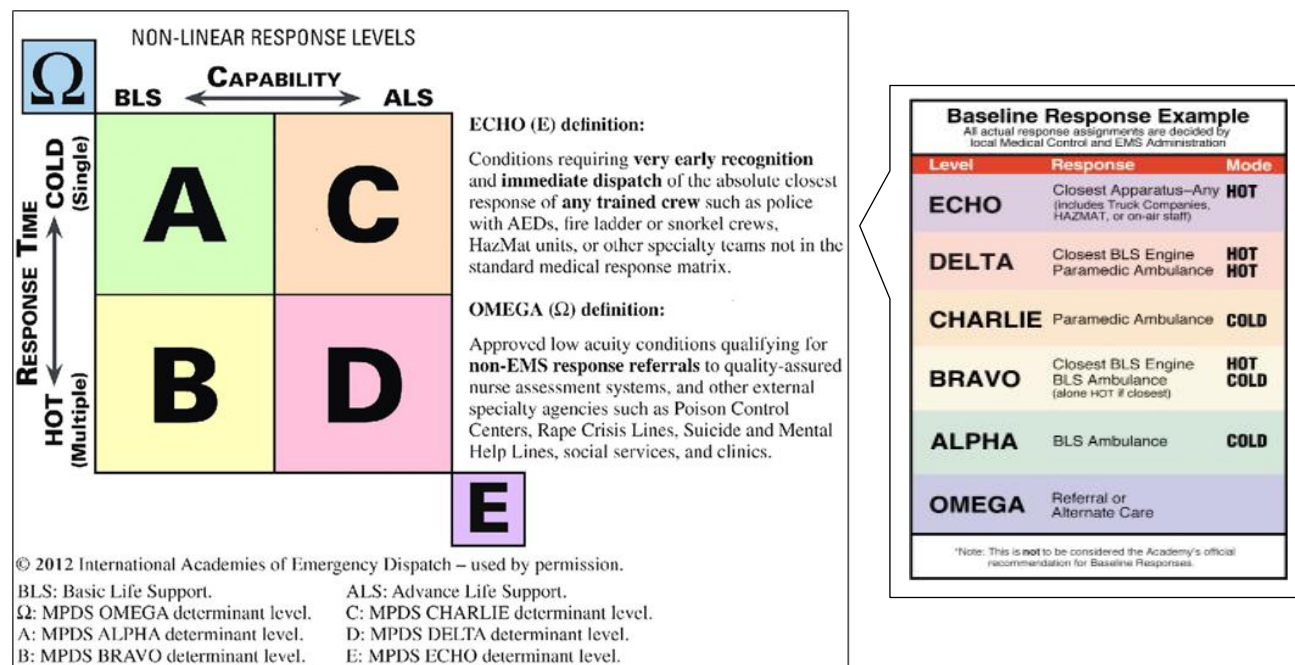 NON-LINEAR RESPONSE LEVELS
Ω
CAPABILITY
BLS
ALS
RESPONSE TIME
COLD
(Single)
HOT
(Multiple)
A
C
B
D
E
ECHO (E) definition:
Conditions requiring very early recognition
and immediate dispatch of the absolute closest
response of any trained crew such as police
with AEDs, fire ladder or snorkel crews,
HazMat units, or other specialty teams not in the
standard medical response matrix.
OMEGA (Ω) definition:
Approved low acuity conditions qualifying for
non-EMS response referrals to quality-assured
nurse assessment systems, and other external
specialty agencies such as Poison Control
Centers, Rape Crisis Lines, Suicide and Mental
Help Lines, social services, and clinics.
© 2012 International Academies of Emergency Dispatch – used by permission.
BLS: Basic Life Support.
ALS: Advance Life Support.
Ω: MPDS OMEGA determinant level.
C: MPDS CHARLIE determinant level.
A: MPDS ALPHA determinant level.
D: MPDS DELTA determinant level.
B: MPDS BRAVO determinant level.
E: MPDS ECHO determinant level.
Baseline Response Example
All actual response assignments are decided by
local Medical Control and EMS Administration
Level Response Mode
ECHO Closest Apparatus–Any HOT
(includes Truck Companies,
HAZMAT, or on-air staff)
DELTA Closest BLS Engine HOT
Paramedic Ambulance HOT
CHARLIE Paramedic Ambulance COLD
BRAVO Closest BLS Engine HOT
BLS Ambulance COLD
(alone HOT if closest)
ALPHA BLS Ambulance COLD
OMEGA Referral or
Alternate Care
*Note: This is not to be considered the Academy's official
recommendation for Baseline Responses.